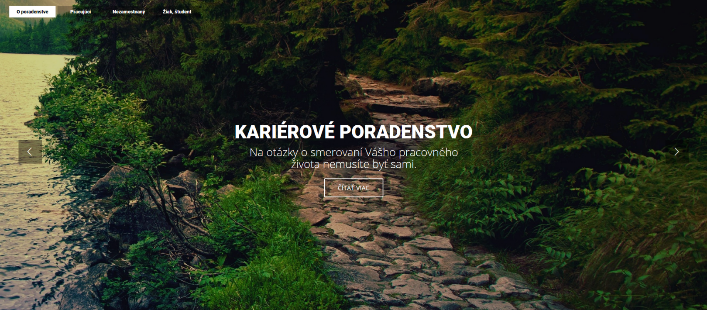 O poradenstve
Pracujúci
Nezamestnaný
Žiak, študent
KARIÉROVÉ PORADENSTVO
Na otázky o smerovaní Vášho pracovného
života nemusíte byť sami.
ČÍTAŤ VIAC